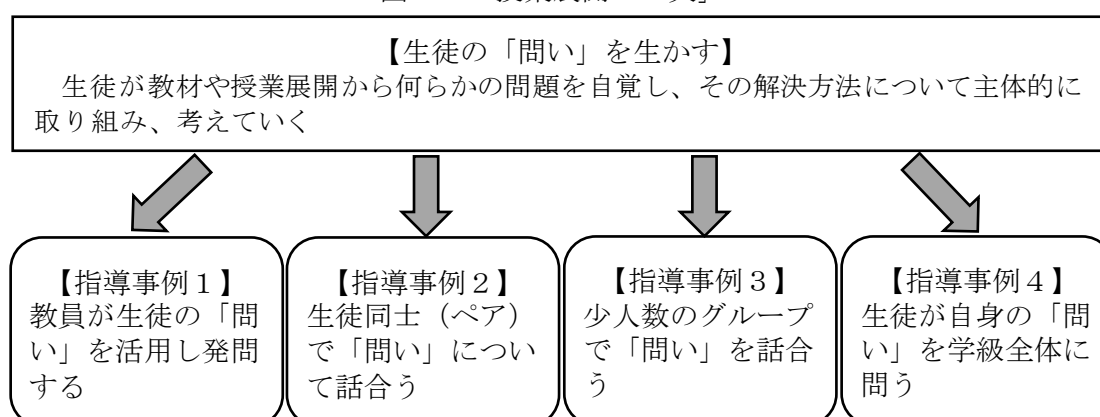 【生徒の「問い」を生かす】
生徒が教材や授業展開から何らかの問題を自覚し、その解決方法について主体的に
取り組み、考えていく
【指導事例１】
教員が生徒の「問
い」を活用し発問
する
【指導事例２】
生徒同士（ペア）
で「問い」につい
て話合う
【指導事例３】
少人数のグループ
で「問い」を話合
う
【指導事例４】
生徒が自身の「問
い」を学級全体に
問う